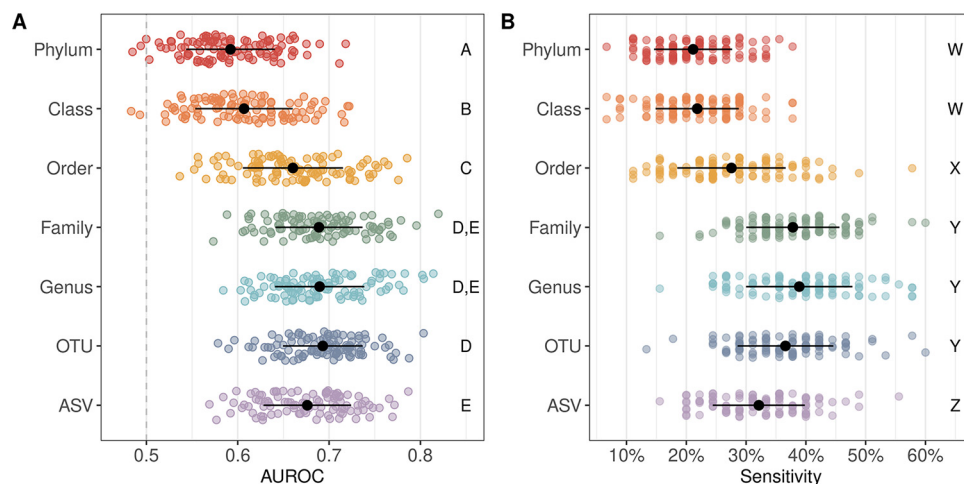 A
Phylum
A
Class
B
Order
C
Family
D,E
Genus
D,E
OTU
D
ASV
E
0.5 0.6 0.7 0.8
AUROC
B
Phylum
W
Class
W
Order
X
Family
Y
Genus
Y
OTU
Y
ASV
Z
10% 20% 30% 40% 50% 60%
Sensitivity